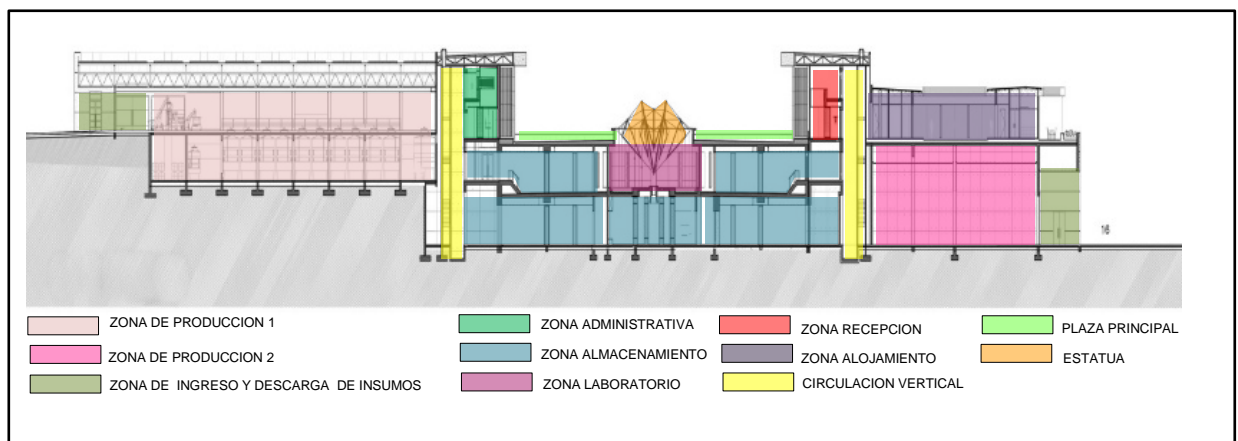 16
ZONA DE PRODUCCION 1
ZONA DE PRODUCCION 2
ZONA DE INGRESO Y DESCARGA DE INSUMOS
ZONA ADMINISTRATIVA
ZONA ALMACENAMIENTO
ZONA LABORATORIO
ZONA RECEPCION
ZONA ALOJAMIENTO
CIRCULACION VERTICAL
PLAZA PRINCIPAL
ESTATUA